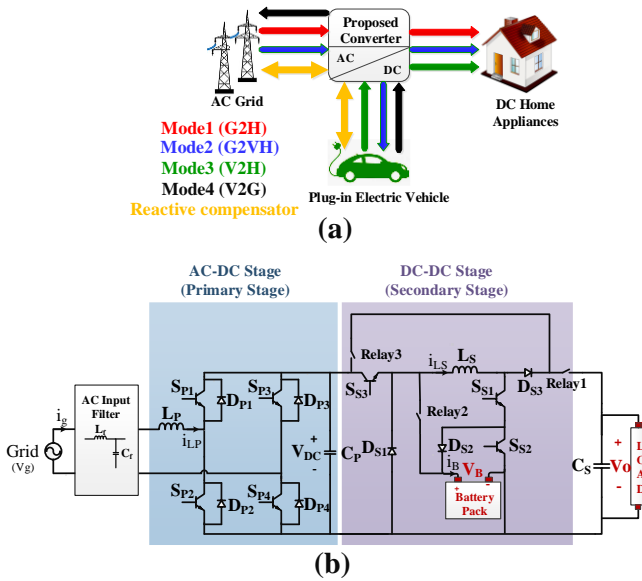 Proposed
Converter
AC
DC
AC Grid
DC Home
Appliances
Mode1 (G2H)
Mode2 (G2VH)
Mode3 (V2H)
Mode4 (V2G)
Reactive compensator
Plug-in Electric Vehicle
(a)
AC-DC Stage
(Primary Stage)
DC-DC Stage
(Secondary Stage)
AC Input
Filter
Lf
Cf
Grid
(Vg)
ig
LP
iLP
SP1
DP1
SP3
DP3
SP2
DP2
SP4
DP4
+
VDC
-
CP
Relay3
SS3
DS1
iLS
LS
Relay2
SS1
DS3
Relay1
DS2
SS2
iB
VB
+
-
Battery
Pack
CS
+
Vo
-
LOAD
(b)